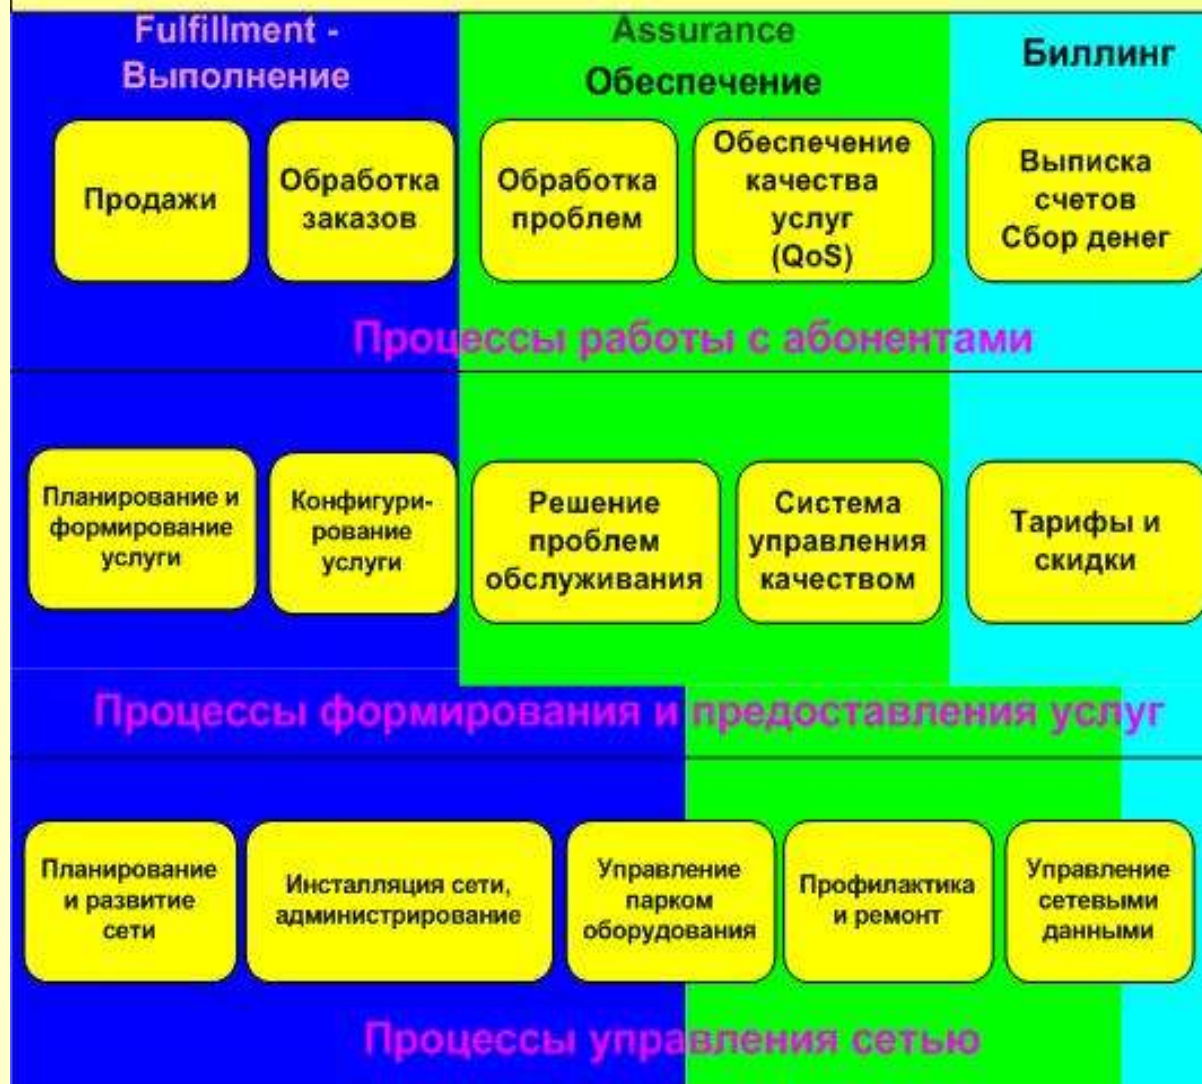 Fulfillment -
Выполнение
Assurance
Обеспечение
Биллинг
Продажи
Обработка
заказов
Обработка
проблем
Обеспечение
качества
услуг
(QoS)
Выписка
счетов
Сбор денег
Процессы работы с абонентами
Планирование и
формирование
услуги
Конфигури-
рование
услуги
Решение
проблем
обслуживания
Система
управления
качеством
Тарифы и
скидки
Процессы формирования и предоставления услуг
Планирование
и развитие
сети
Инсталляция сети,
администрирование
Управление
парком
оборудования
Профилактика
и ремонт
Управление
сетевыми
данными
Процессы управления сетью